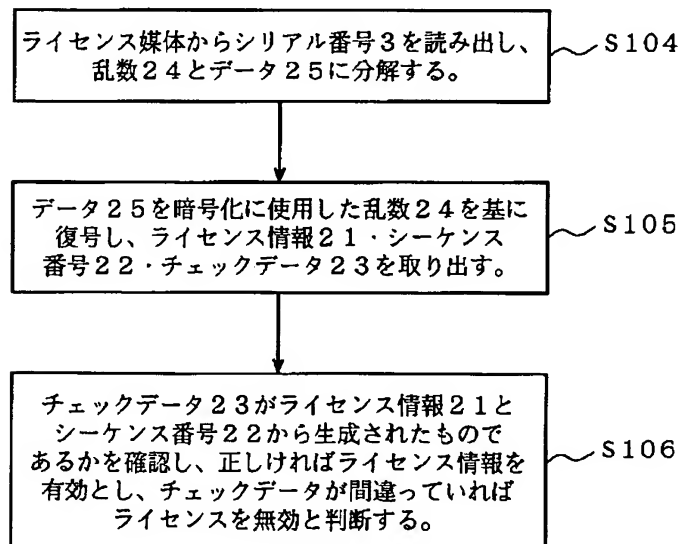 ライセンス媒体からシリアル番号3を読み出し、
乱数24とデータ25に分解する。
S104
データ25を暗号化に使用した乱数24を基に
復号し、ライセンス情報21・シーケンス
番号22・チェックデータ23を取り出す。
S105
チェックデータ23がライセンス情報21と
シーケンス番号22から生成されたもので
あるかを確認し、正しければライセンス情報を
有効とし、チェックデータが間違っていれば
ライセンスを無効と判断する。
S106